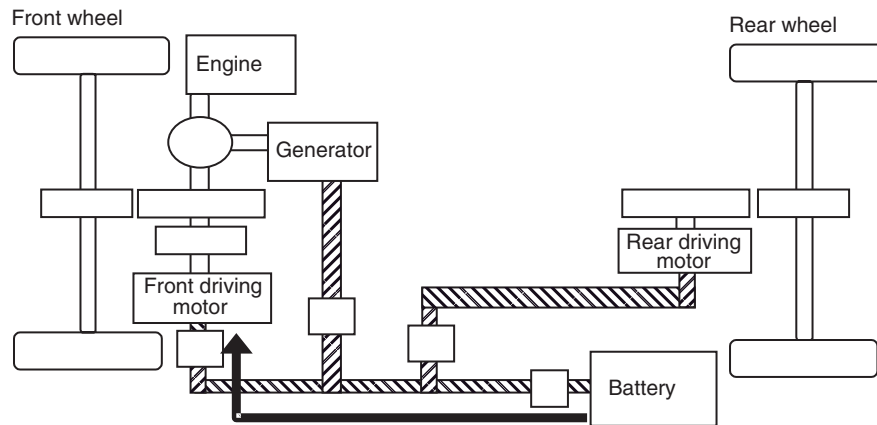 Front wheel
Rear wheel
Engine
Generator
Rear driving
motor
Front driving
motor
Battery